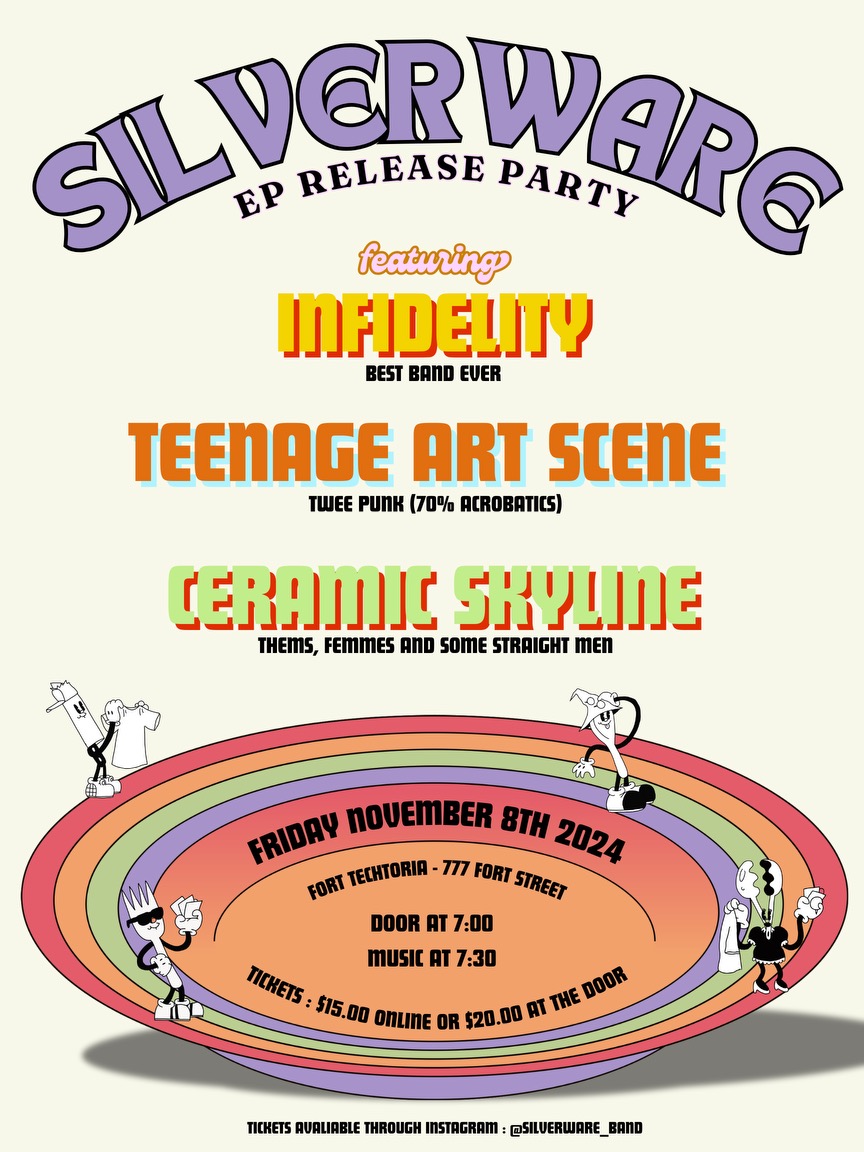 SILVERWARE
EP RELEASE PARTY
featuring
INFIDELITY
BEST BAND EVER
TEENAGE ART SCENE
TWEE PUNK (70% ACROBATICS)
CERAMIC SKYLINE
THEMS, FEMMES AND SOME STRAIGHT MEN
FRIDAY NOVEMBER 8TH 2024
FORT TECHTORIA - 777 FORT STREET
DOOR AT 7:00
MUSIC AT 7:30
TICKETS : $15.00 ONLINE OR $20.00 AT THE DOOR
TICKETS AVALIABLE THROUGH INSTAGRAM : @SILVERWARE_BAND